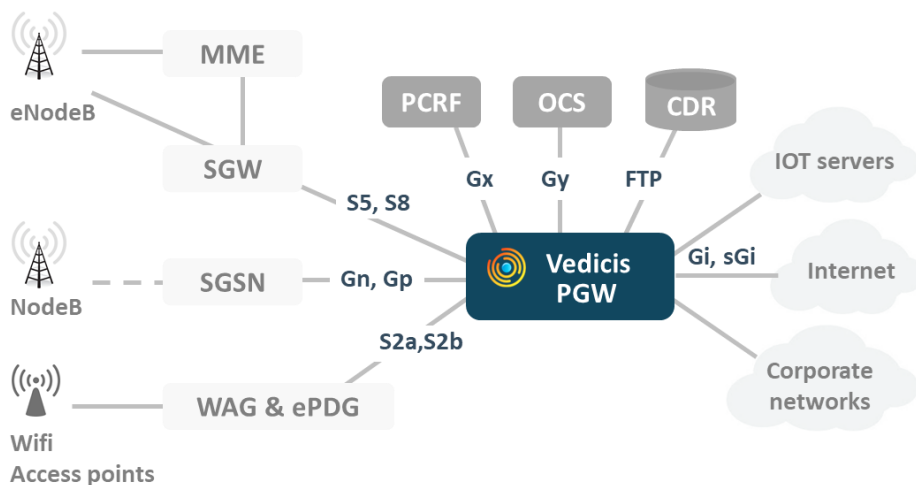 MME
eNodeB
PCRF
OCS
CDR
SGW
IOT servers
Gx
Gy
FTP
S5, S8
Gi, sGi
Vedicis
PGW
Internet
SGSN
Gn, Gp
NodeB
S2a,S2b
WAG & ePDG
Corporate
networks
Wifi
Access points